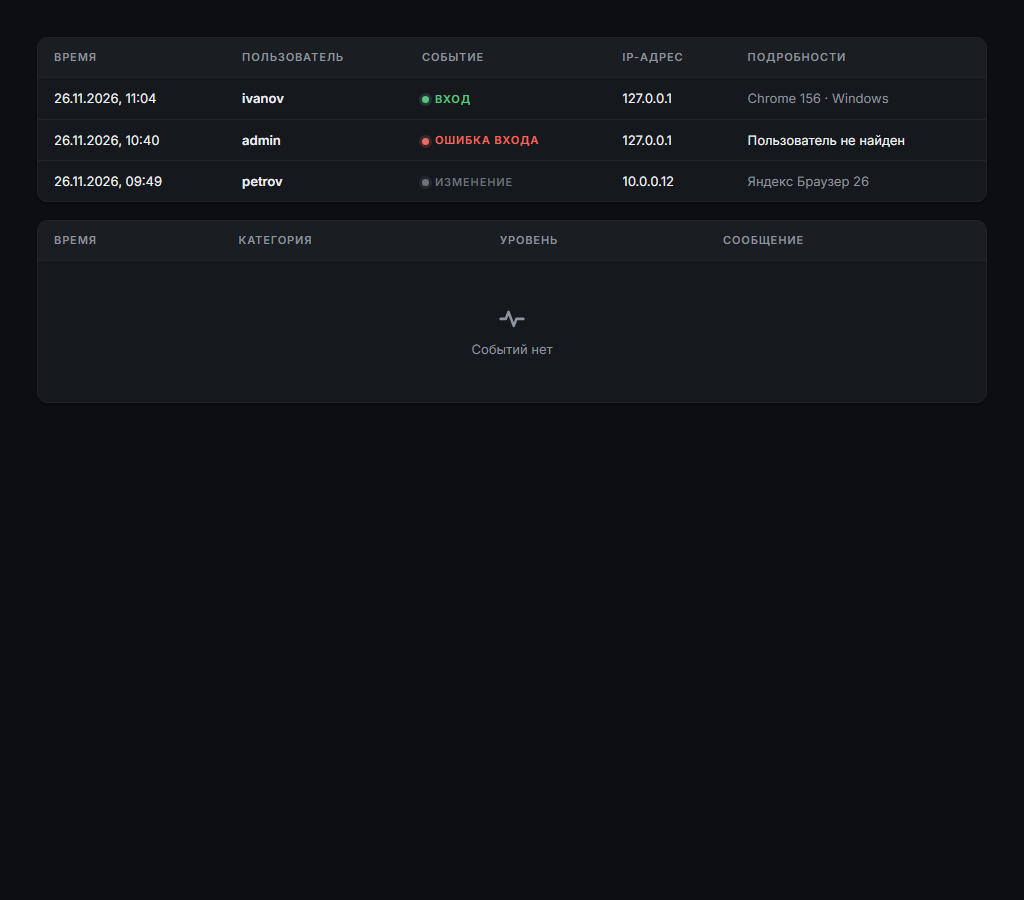 ВРЕМЯ ПОЛЬЗОВАТЕЛЬ СОБЫТИЕ IP-АДРЕС ПОДРОБНОСТИ
26.11.2026, 11:04 ivanov ВХОД 127.0.0.1 Chrome 156 · Windows
26.11.2026, 10:40 admin ОШИБКА ВХОДА 127.0.0.1 Пользователь не найден
26.11.2026, 09:49 petrov ИЗМЕНЕНИЕ 10.0.0.12 Яндекс Браузер 26
ВРЕМЯ КАТЕГОРИЯ УРОВЕНЬ СООБЩЕНИЕ
Событий нет